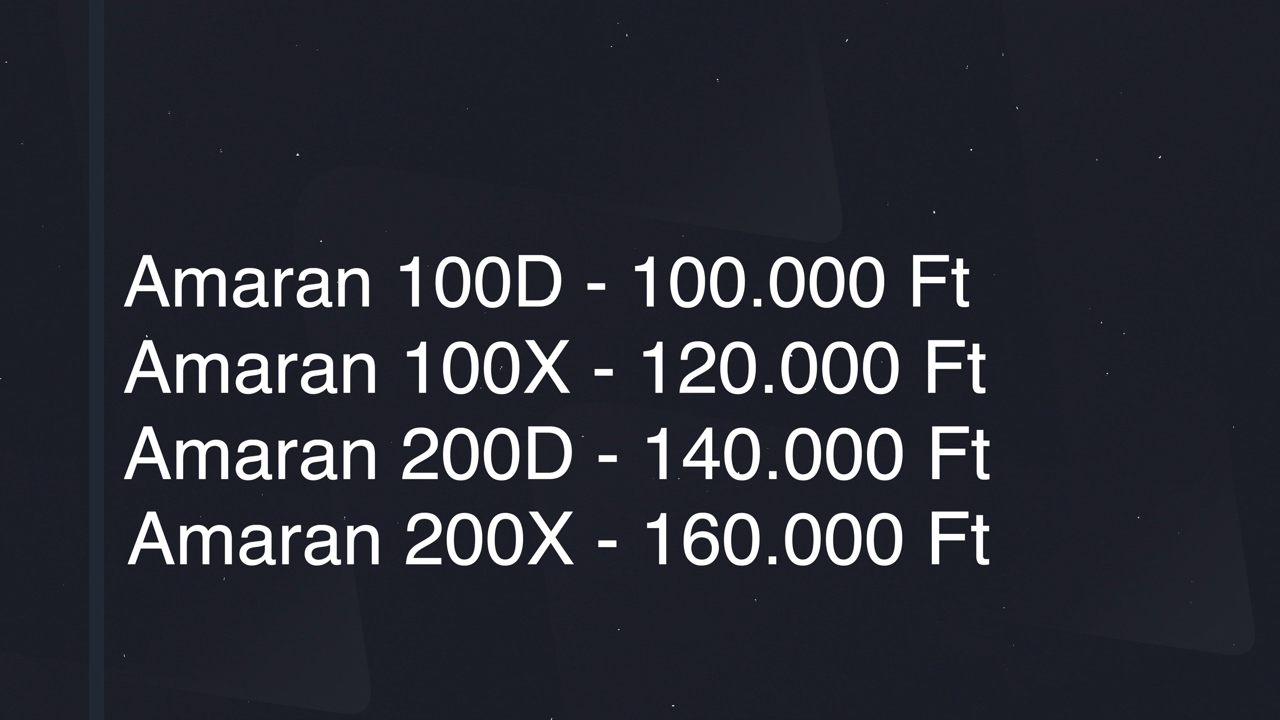 Amaran 100D - 100.000 Ft
Amaran 100X - 120.000 Ft
Amaran 200D - 140.000 Ft
Amaran 200X - 160.000 Ft